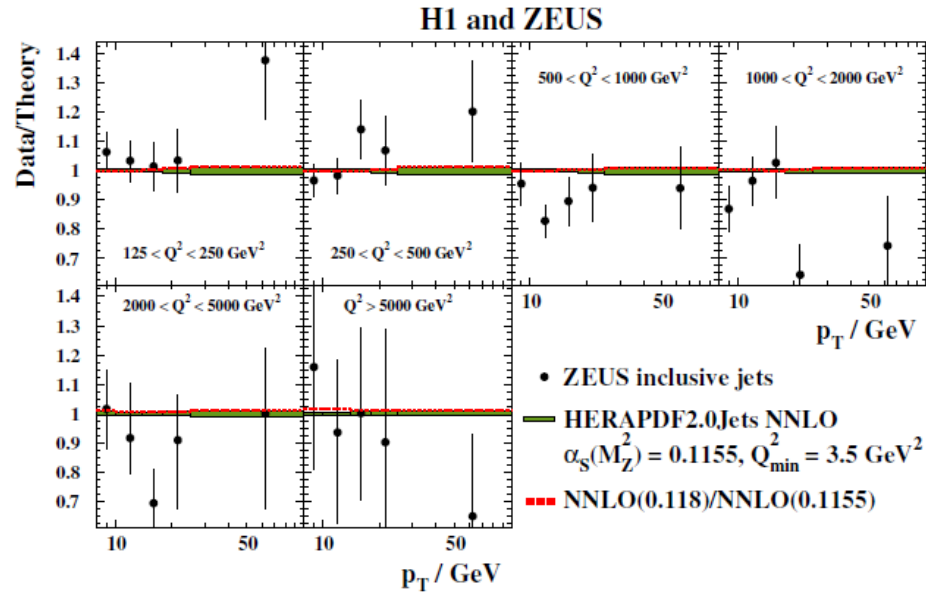 H1 and ZEUS
Data/Theory
1.4
1.3
1.2
1.1
1
0.9
0.8
0.7
125 < Q² < 250 GeV²
250 < Q² < 500 GeV²
500 < Q² < 1000 GeV²
1000 < Q² < 2000 GeV²
10 50
10 50
p_T / GeV
1.4
1.3
1.2
1.1
1
0.9
0.8
0.7
2000 < Q² < 5000 GeV²
Q² > 5000 GeV²
10 50
10 50
p_T / GeV
ZEUS inclusive jets
HERAPDF2.0Jets NNLO
α_S(M_Z²) = 0.1155, Q²_min = 3.5 GeV²
NNLO(0.118)/NNLO(0.1155)